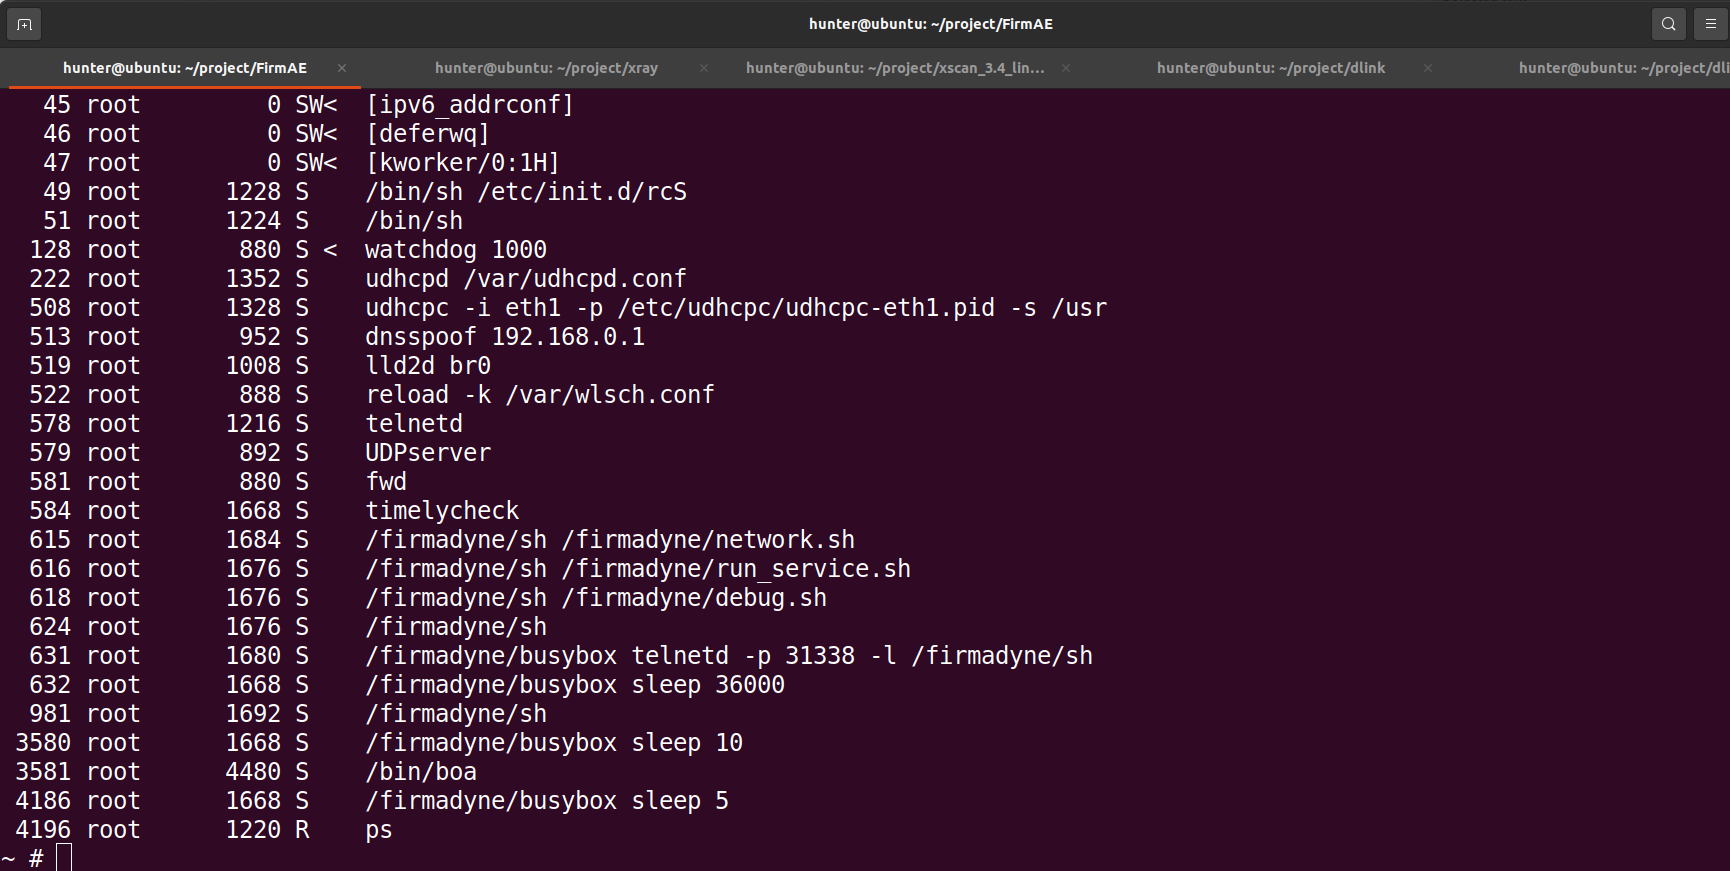 hunter@ubuntu: ~/project/FirmAE
hunter@ubuntu: ~/project/FirmAE × hunter@ubuntu: ~/project/xray × hunter@ubuntu: ~/project/xscan_3.4_lin... × hunter@ubuntu: ~/project/dlink × hunter@ubuntu: ~/project/dli
45 root 0 SW< [ipv6_addrconf]
46 root 0 SW< [deferwq]
47 root 0 SW< [kworker/0:1H]
49 root 1228 S /bin/sh /etc/init.d/rcS
51 root 1224 S /bin/sh
128 root 880 S < watchdog 1000
222 root 1352 S udhcpd /var/udhcpd.conf
508 root 1328 S udhcpc -i eth1 -p /etc/udhcpc/udhcpc-eth1.pid -s /usr
513 root 952 S dnsspoof 192.168.0.1
519 root 1008 S lld2d br0
522 root 888 S reload -k /var/wlsch.conf
578 root 1216 S telnetd
579 root 892 S UDPserver
581 root 880 S fwd
584 root 1668 S timelycheck
615 root 1684 S /firmadyne/sh /firmadyne/network.sh
616 root 1676 S /firmadyne/sh /firmadyne/run_service.sh
618 root 1676 S /firmadyne/sh /firmadyne/debug.sh
624 root 1676 S /firmadyne/sh
631 root 1680 S /firmadyne/busybox telnetd -p 31338 -l /firmadyne/sh
632 root 1668 S /firmadyne/busybox sleep 36000
981 root 1692 S /firmadyne/sh
3580 root 1668 S /firmadyne/busybox sleep 10
3581 root 4480 S /bin/boa
4186 root 1668 S /firmadyne/busybox sleep 5
4196 root 1220 R ps
~ #